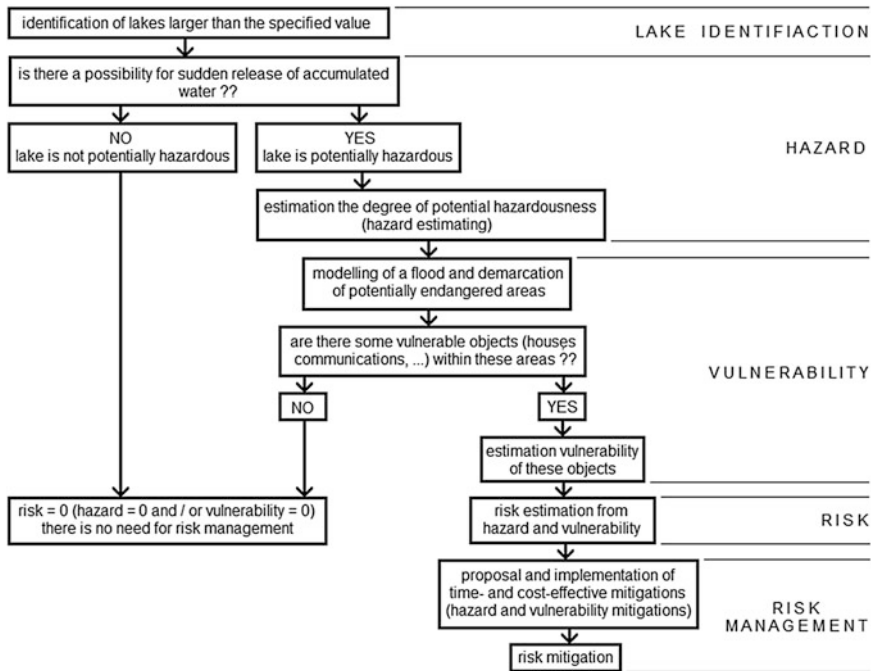 identification of lakes larger than the specified value
LAKE IDENTIFIACTION
is there a possibility for sudden release of accumulated
water ??
NO
lake is not potentially hazardous
YES
lake is potentially hazardous
HAZARD
estimation the degree of potential hazardousness
(hazard estimating)
modelling of a flood and demarcation
of potentially endangered areas
are there some vulnerable objects (houses
communications, ...) within these areas ??
VULNERABILITY
NO
YES
estimation vulnerability
of these objects
risk = 0 (hazard = 0 and / or vulnerability = 0)
there is no need for risk management
risk estimation from
hazard and vulnerability
RISK
proposal and implementation of
time- and cost-effective mitigations
(hazard and vulnerability mitigations)
RISK
MANAGEMENT
risk mitigation